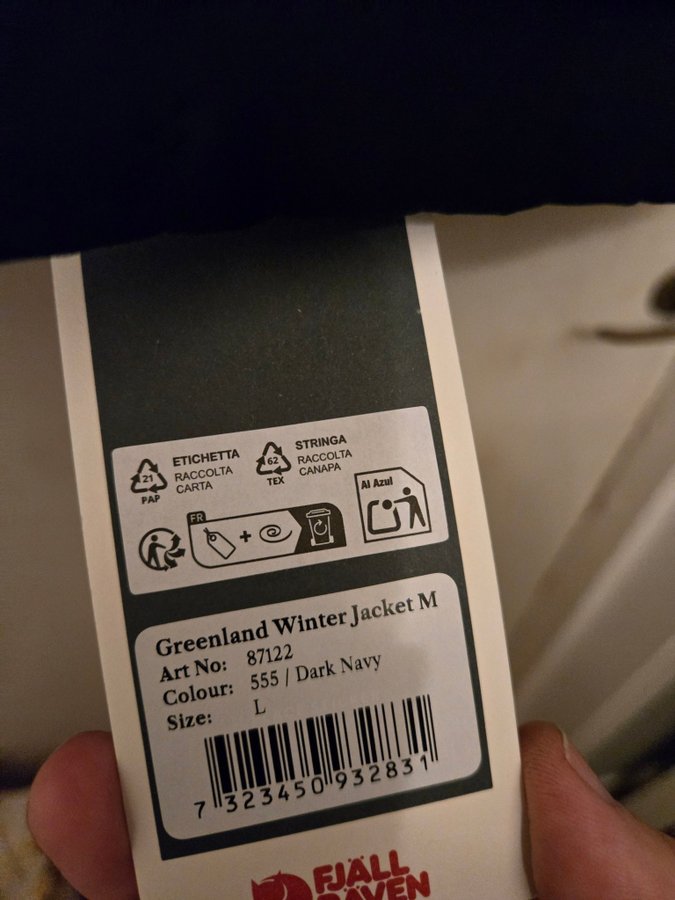 ETICHETTA
RACCOLTA
CARTA
21
PAP
STRINGA
RACCOLTA
CANAPA
62
TEX
FR
Al Azul
Greenland Winter Jacket M
Art No: 87122
Colour: 555 / Dark Navy
Size: L
7 323450 932831
FJÄLL
RÄVEN